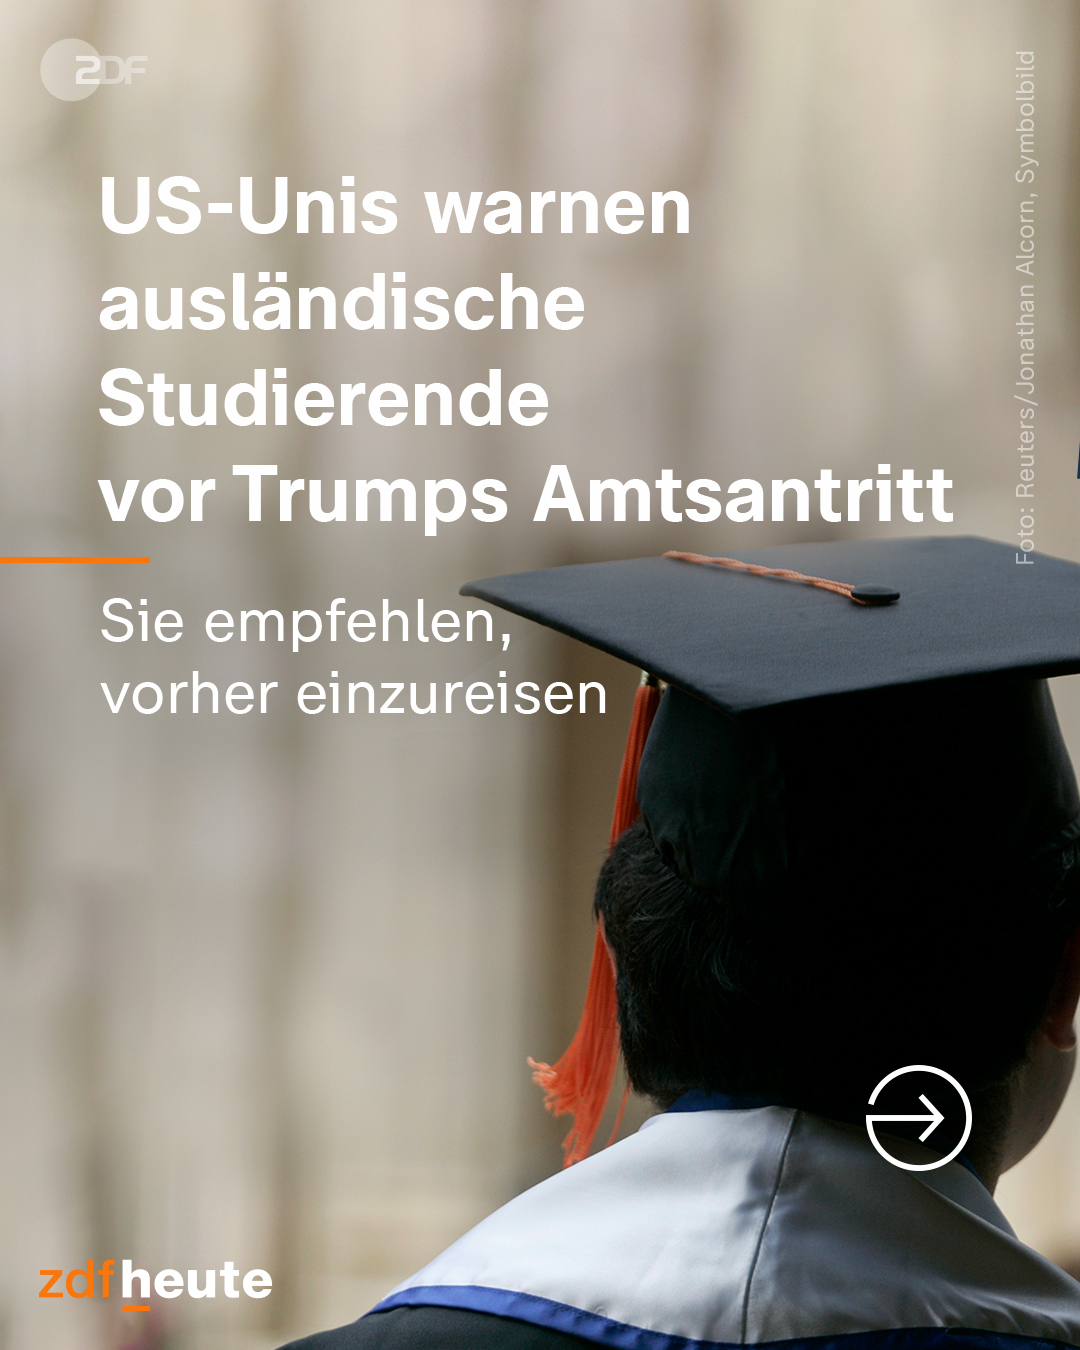 ZDF
US-Unis warnen
ausländische
Studierende
vor Trumps Amtsantritt
Sie empfehlen,
vorher einzureisen
Foto: Reuters/Jonathan Alcorn, Symbolbild
zdfheute